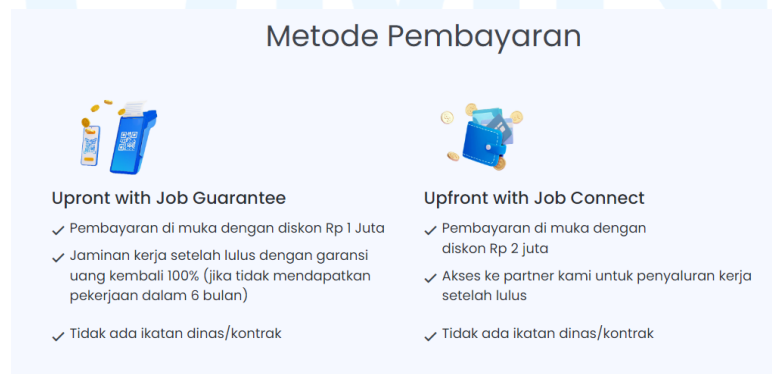 Metode Pembayaran
Upront with Job Guarantee
Pembayaran di muka dengan diskon Rp 1 Juta
Jaminan kerja setelah lulus dengan garansi
uang kembali 100% (jika tidak mendapatkan
pekerjaan dalam 6 bulan)
Tidak ada ikatan dinas/kontrak
Upfront with Job Connect
Pembayaran di muka dengan
diskon Rp 2 juta
Akses ke partner kami untuk penyaluran kerja
setelah lulus
Tidak ada ikatan dinas/kontrak